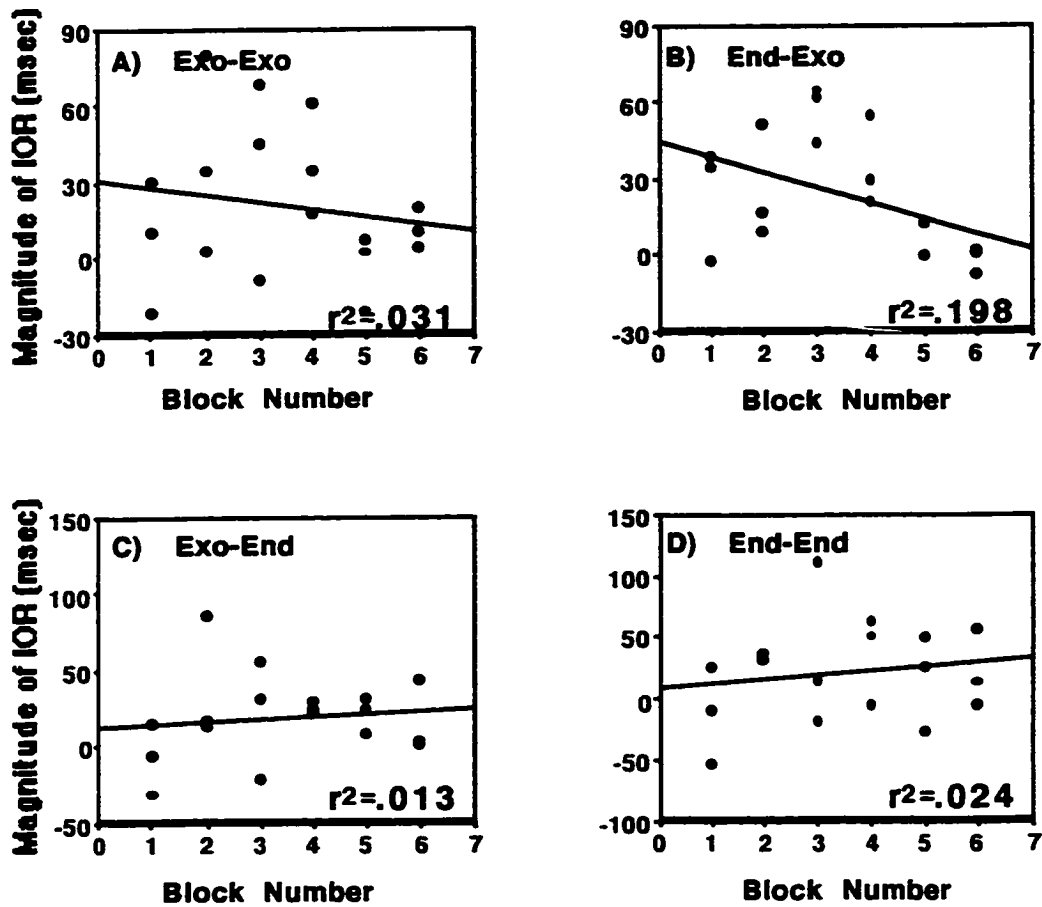 A) Exo-Exo
Magnitude of IOR (msec)
90
60
30
0
-30
r2=.031
0 1 2 3 4 5 6 7
Block Number
B) End-Exo
90
60
30
0
-30
r2=.198
0 1 2 3 4 5 6 7
Block Number
C) Exo-End
Magnitude of IOR (msec)
150
100
50
0
-50
r2=.013
0 1 2 3 4 5 6 7
Block Number
D) End-End
150
100
50
0
-50
-100
r2=.024
0 1 2 3 4 5 6 7
Block Number